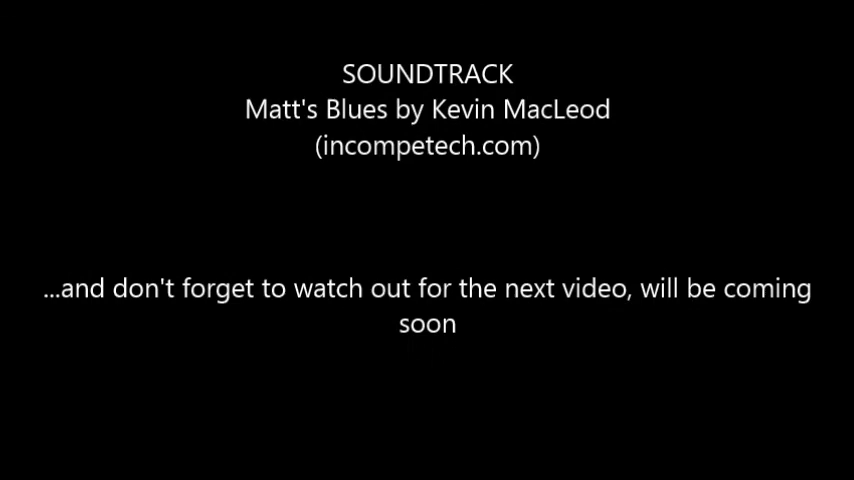 SOUNDTRACK
Matt's Blues by Kevin MacLeod
(incompetech.com)
...and don't forget to watch out for the next video, will be coming
soon